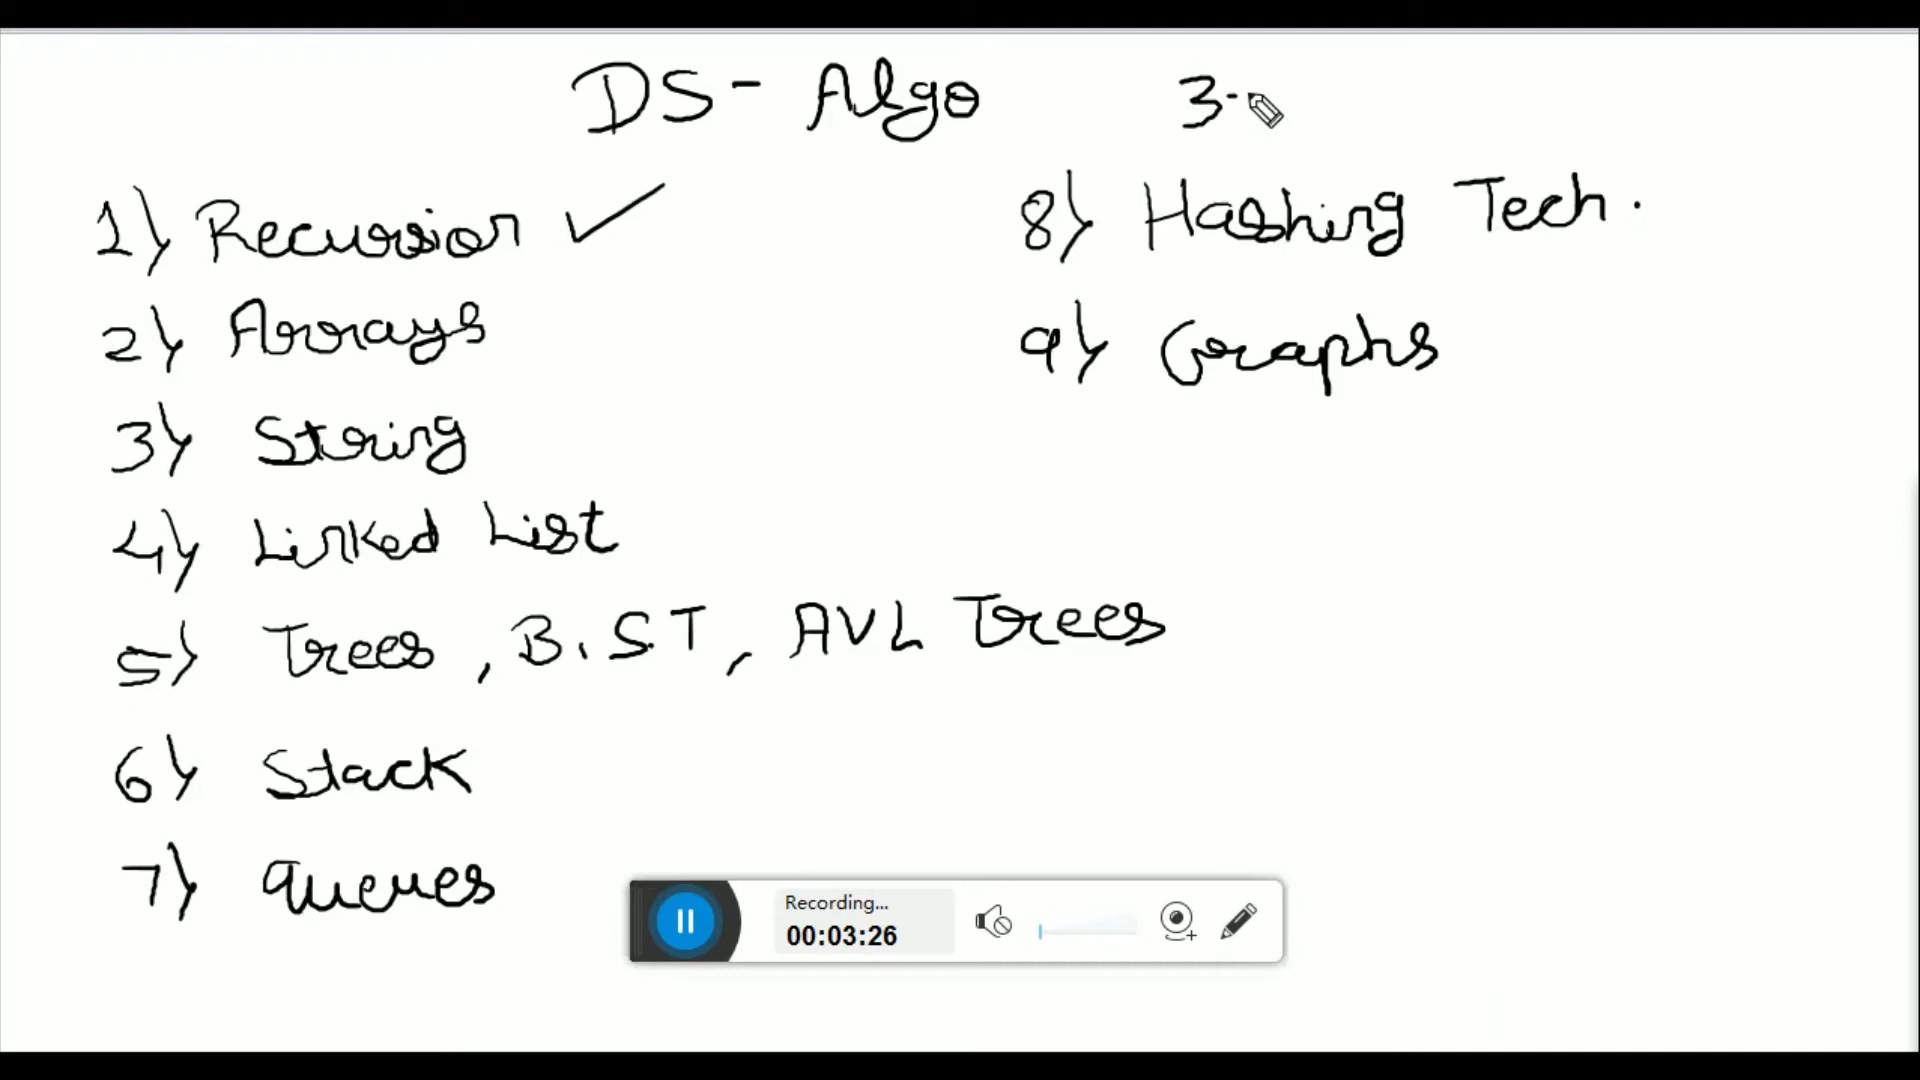 DS - Algo 3-
1) Recursion ✓
2) Arrays
3) String
4) Linked List
5) Trees, B.S.T, AVL Trees
6) Stack
7) Queues
8) Hashing Tech.
9) Graphs
Recording...
00:03:26